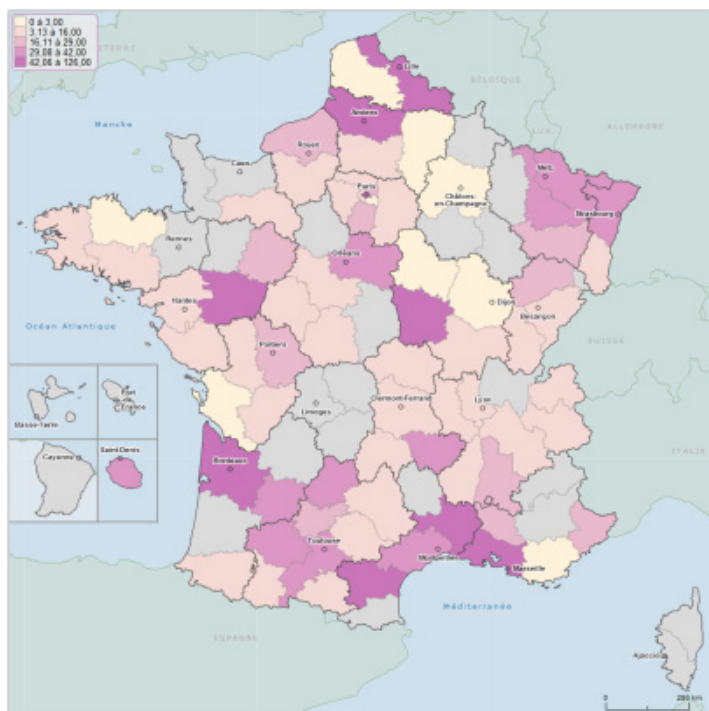 0 à 3,00
3,13 à 16,00
16,11 à 29,00
29,08 à 42,00
42,06 à 126,00
ANGLETERRE
Lille
BELGIQUE
Manche
Amiens
LUX.
ALLEMAGNE
Rouen
Caen
Metz
Paris
Châlons-
en-Champagne
Strasbourg
Rennes
Orléans
Nantes
Dijon
Besançon
Océan Atlantique
Poitiers
SUISSE
Fort
de
France
Basse-Terre
Limoges
Clermont-Ferrand
Lyon
Cayenne
Saint-Denis
ITALIE
Bordeaux
Toulouse
Montpellier
Marseille
Méditerranée
ESPAGNE
Ajaccio
0
200 km